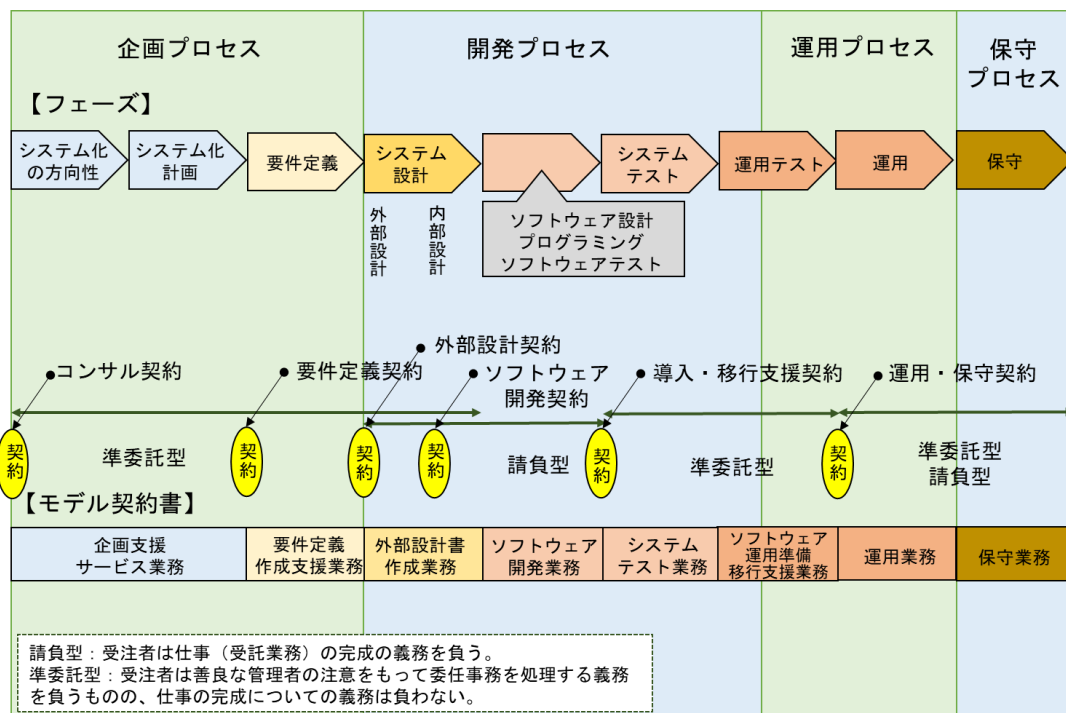 企画プロセス
開発プロセス
運用プロセス
保守
プロセス
【フェーズ】
システム化
の方向性
システム化
計画
要件定義
システム
設計
システム
テスト
運用テスト
運用
保守
外部設計
内部設計
ソフトウェア設計
プログラミング
ソフトウェアテスト
外部設計契約
コンサル契約
要件定義契約
ソフトウェア
開発契約
導入・移行支援契約
運用・保守契約
契約
契約
契約
契約
契約
契約
準委託型
請負型
準委託型
準委託型
請負型
【モデル契約書】
企画支援
サービス業務
要件定義
作成支援業務
外部設計書
作成業務
ソフトウェア
開発業務
システム
テスト業務
ソフトウェア
運用準備
移行支援業務
運用業務
保守業務
請負型：受注者は仕事（受託業務）の完成の義務を負う。
準委託型：受注者は善良な管理者の注意をもって委任事務を処理する義務
を負うものの、仕事の完成についての義務は負わない。